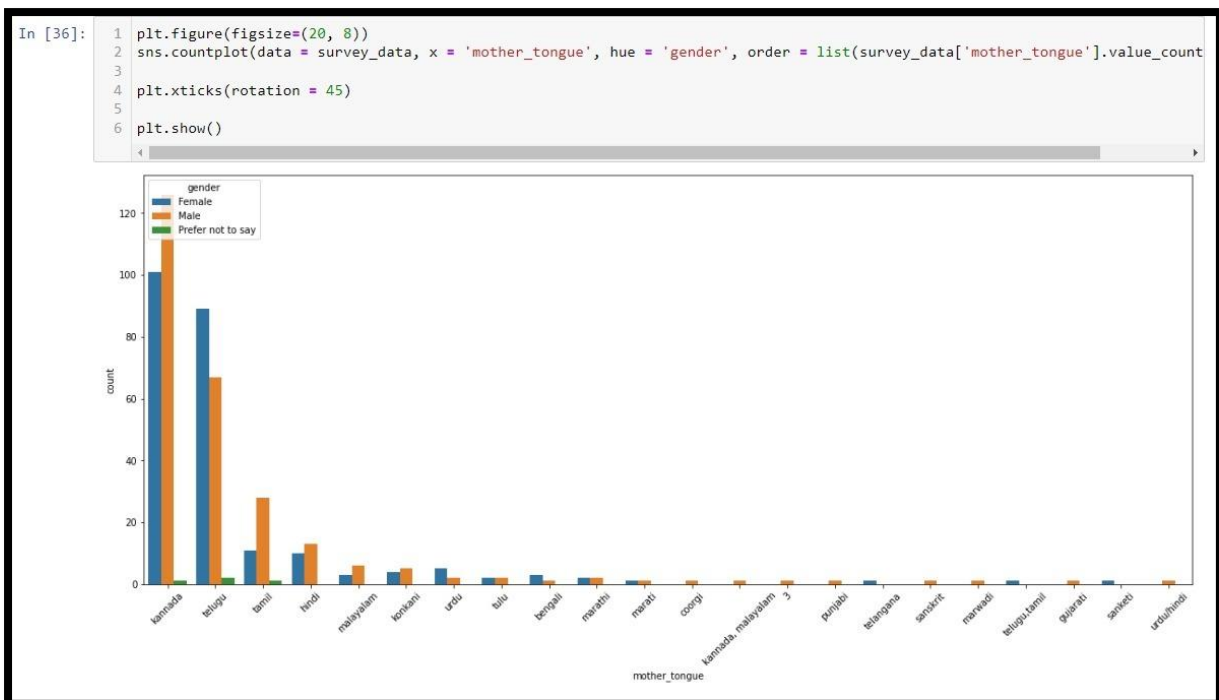 In [36]:
1 plt.figure(figsize=(20, 8))
2 sns.countplot(data = survey_data, x = 'mother_tongue', hue = 'gender', order = list(survey_data['mother_tongue'].value_count
3
4 plt.xticks(rotation = 45)
5
6 plt.show()
gender
Female
Male
Prefer not to say
120
100
80
60
40
20
0
count
kannada
telugu
tamil
hindi
malayalam
konkani
urdu
tulu
bengali
marathi
marati
coorgi
kannada, malayalam
3
punjabi
telangana
sanskrit
marwadi
telugu,tamil
gujarati
sanketi
urdu/hindi
mother_tongue